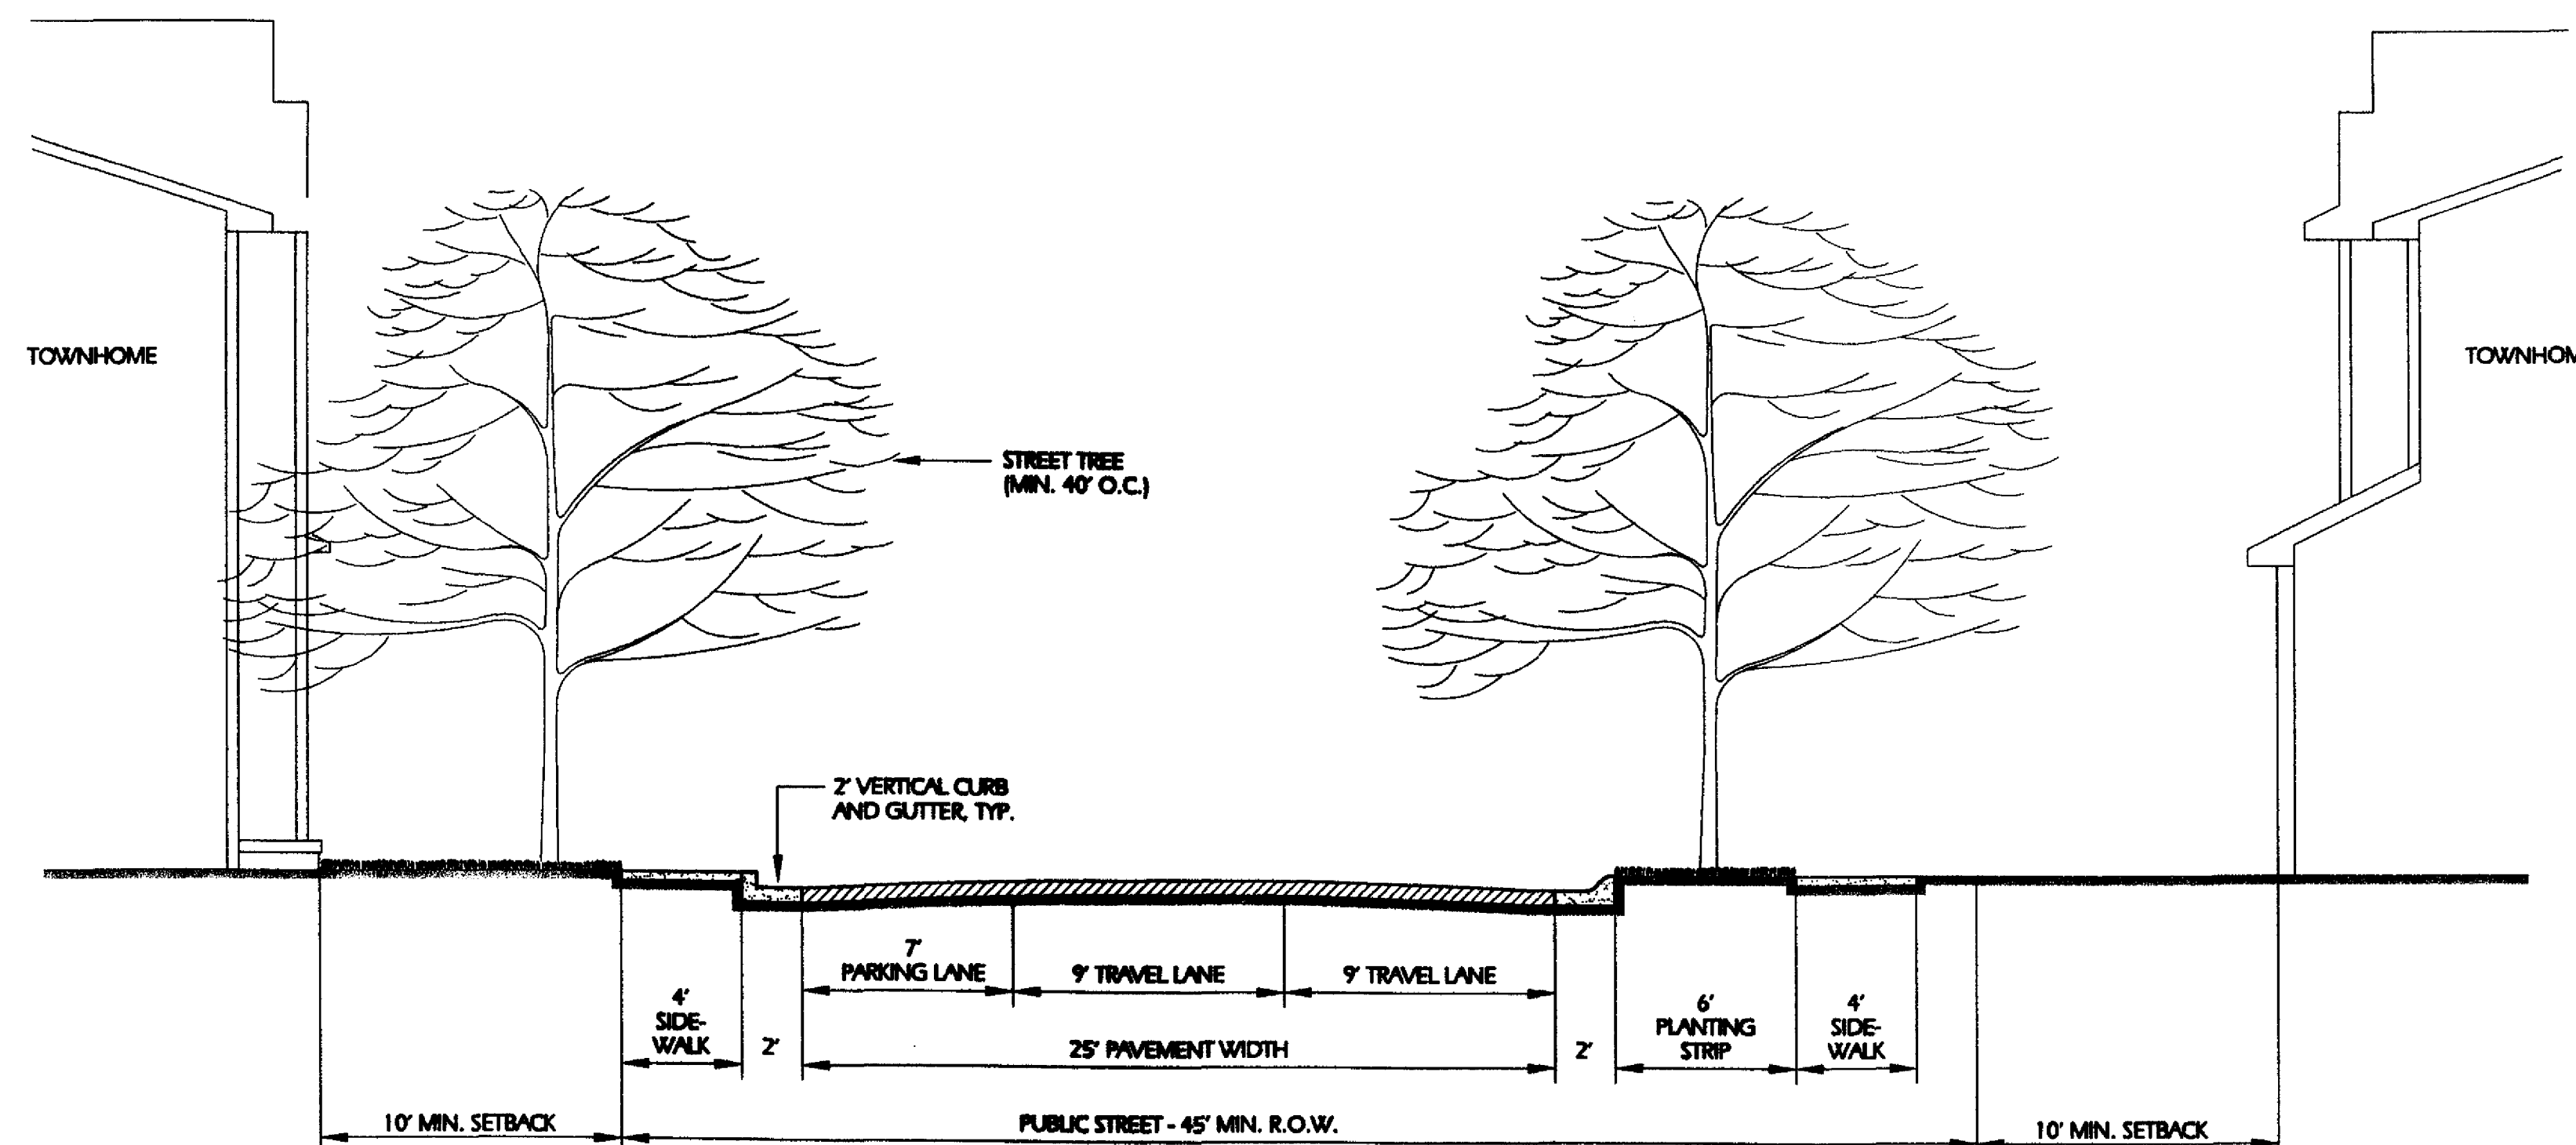 TOWNHOME
TOWNHOM
STREET TREE
(MIN. 40' O.C.)
2' VERTICAL CURB
AND GUTTER, TYP.
7'
PARKING LANE
9' TRAVEL LANE
9' TRAVEL LANE
4'
SIDE-
WALK
2'
25' PAVEMENT WIDTH
2'
6'
PLANTING
STRIP
4'
SIDE-
WALK
10' MIN. SETBACK
PUBLIC STREET - 45' MIN. R.O.W.
10' MIN. SETBACK